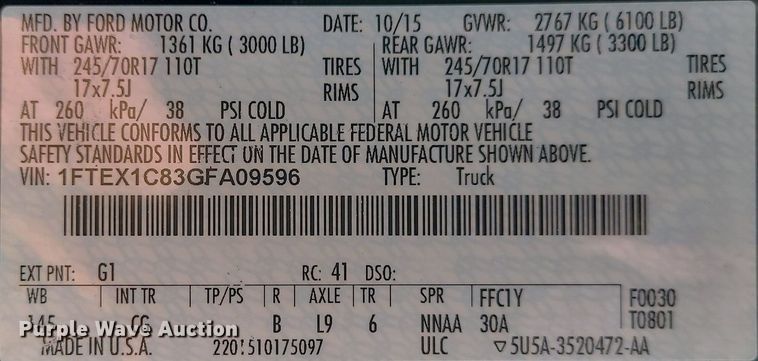 MFD. BY FORD MOTOR CO. DATE: 10/15 GVWR: 2767 KG ( 6100 LB)
FRONT GAWR: 1361 KG ( 3000 LB) REAR GAWR: 1497 KG ( 3300 LB)
WITH 245/70R17 110T TIRES WITH 245/70R17 110T TIRES
17x7.5J RIMS 17x7.5J RIMS
AT 260 kPa/ 38 PSI COLD AT 260 kPa/ 38 PSI COLD
THIS VEHICLE CONFORMS TO ALL APPLICABLE FEDERAL MOTOR VEHICLE
SAFETY STANDARDS IN EFFECT ON THE DATE OF MANUFACTURE SHOWN ABOVE.
VIN: 1FTEX1C83GFA09596 TYPE: Truck
EXT PNT: G1 RC: 41 DSO:
WB INT TR TP/PS R AXLE TR SPR FFC1Y F0030
145 CG B L9 6 NNAA 30A T0801
Purple Wave Auction
MADE IN U.S.A. 2201510175097 ULC ▽5U5A-3520472-AA